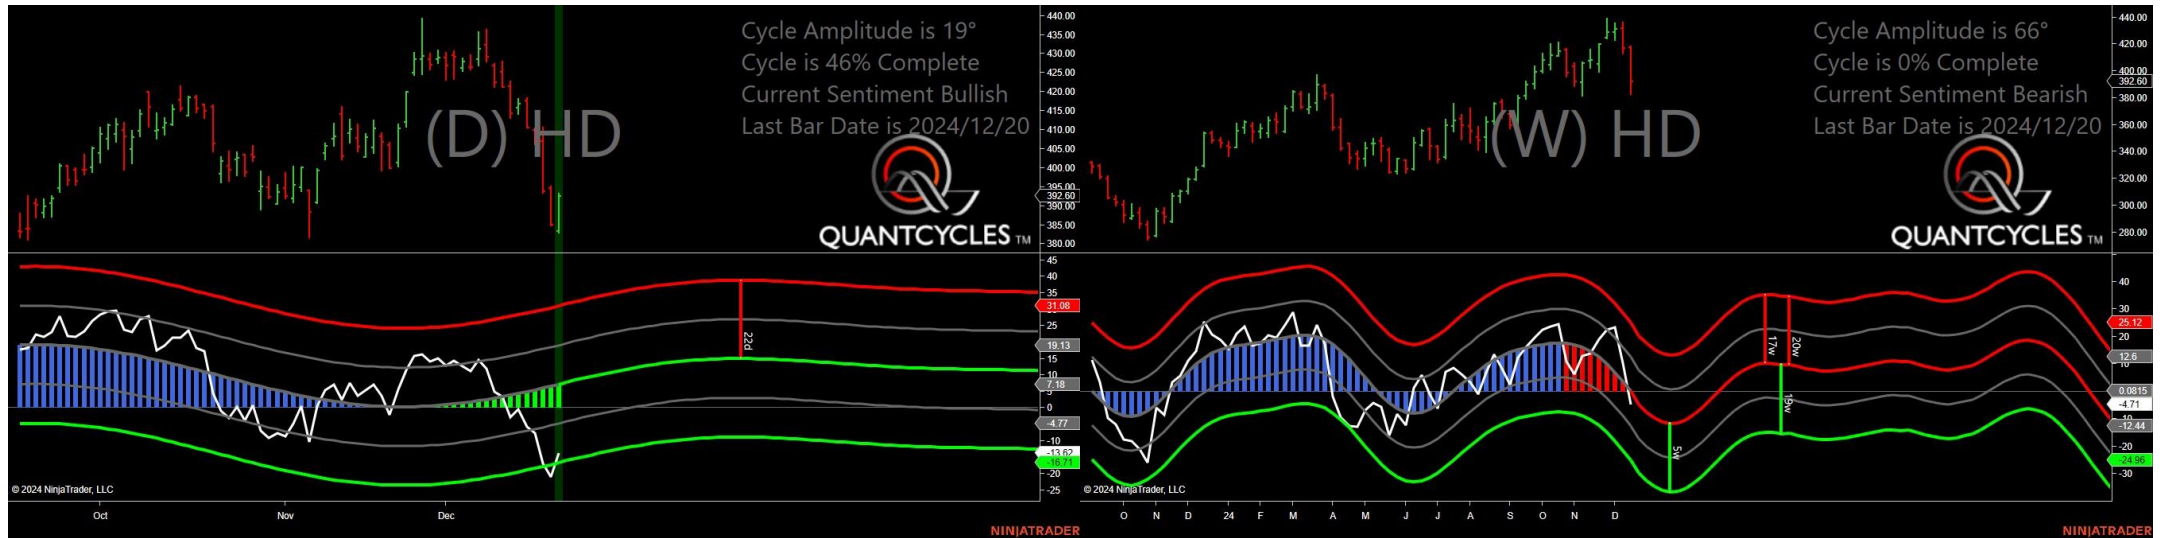 Cycle Amplitude is 19°
Cycle is 46% Complete
Current Sentiment Bullish
Last Bar Date is 2024/12/20
(D) HD
QUANTCYCLES TM
440.00
435.00
430.00
425.00
420.00
415.00
410.00
405.00
400.00
395.00
392.60
390.00
385.00
380.00
45
40
35
31.08
25
19.13
15
10
7.18
0
-4.77
-10
-13.62
-16.71
-20
-25
22d
© 2024 NinjaTrader, LLC
Oct Nov Dec
NINJATRADER
Cycle Amplitude is 66°
Cycle is 0% Complete
Current Sentiment Bearish
Last Bar Date is 2024/12/20
(W) HD
QUANTCYCLES TM
440.00
420.00
400.00
392.60
380.00
360.00
340.00
320.00
300.00
280.00
40
30
25.12
20
12.6
10
0.0815
-4.71
-12.44
-20
-24.96
-30
17w
20w
19w
5w
© 2024 NinjaTrader, LLC
O N D 24 F M A M J J A S O N D
NINJATRADER